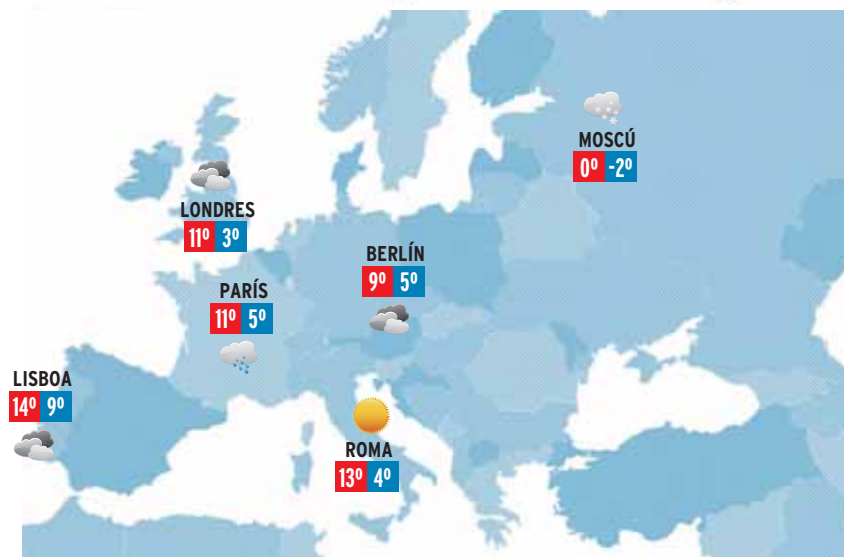 MOSCÚ
0º -2º
LONDRES
11º 3º
BERLÍN
9º 5º
PARÍS
11º 5º
LISBOA
14º 9º
ROMA
13º 4º